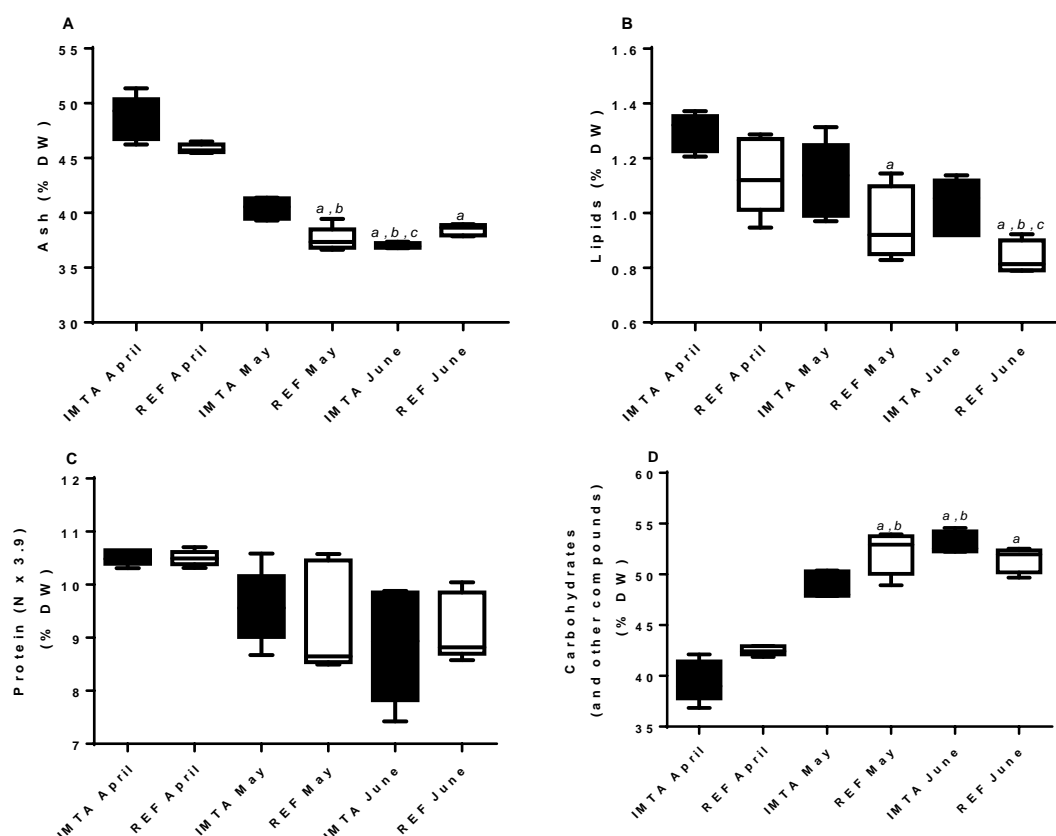 A
Ash (% DW)
55
50
45
40
35
30
a,b
a,b,c
a
IMTA April
REF April
IMTA May
REF May
IMTA June
REF June
B
Lipids (% DW)
1.6
1.4
1.2
1.0
0.8
0.6
a
a,b,c
IMTA April
REF April
IMTA May
REF May
IMTA June
REF June
C
Protein (N x 3.9)
(% DW)
12
11
10
9
8
7
IMTA April
REF April
IMTA May
REF May
IMTA June
REF June
D
Carbohydrates
(and other compounds)
(% DW)
60
55
50
45
40
35
a,b
a,b
a
IMTA April
REF April
IMTA May
REF May
IMTA June
REF June